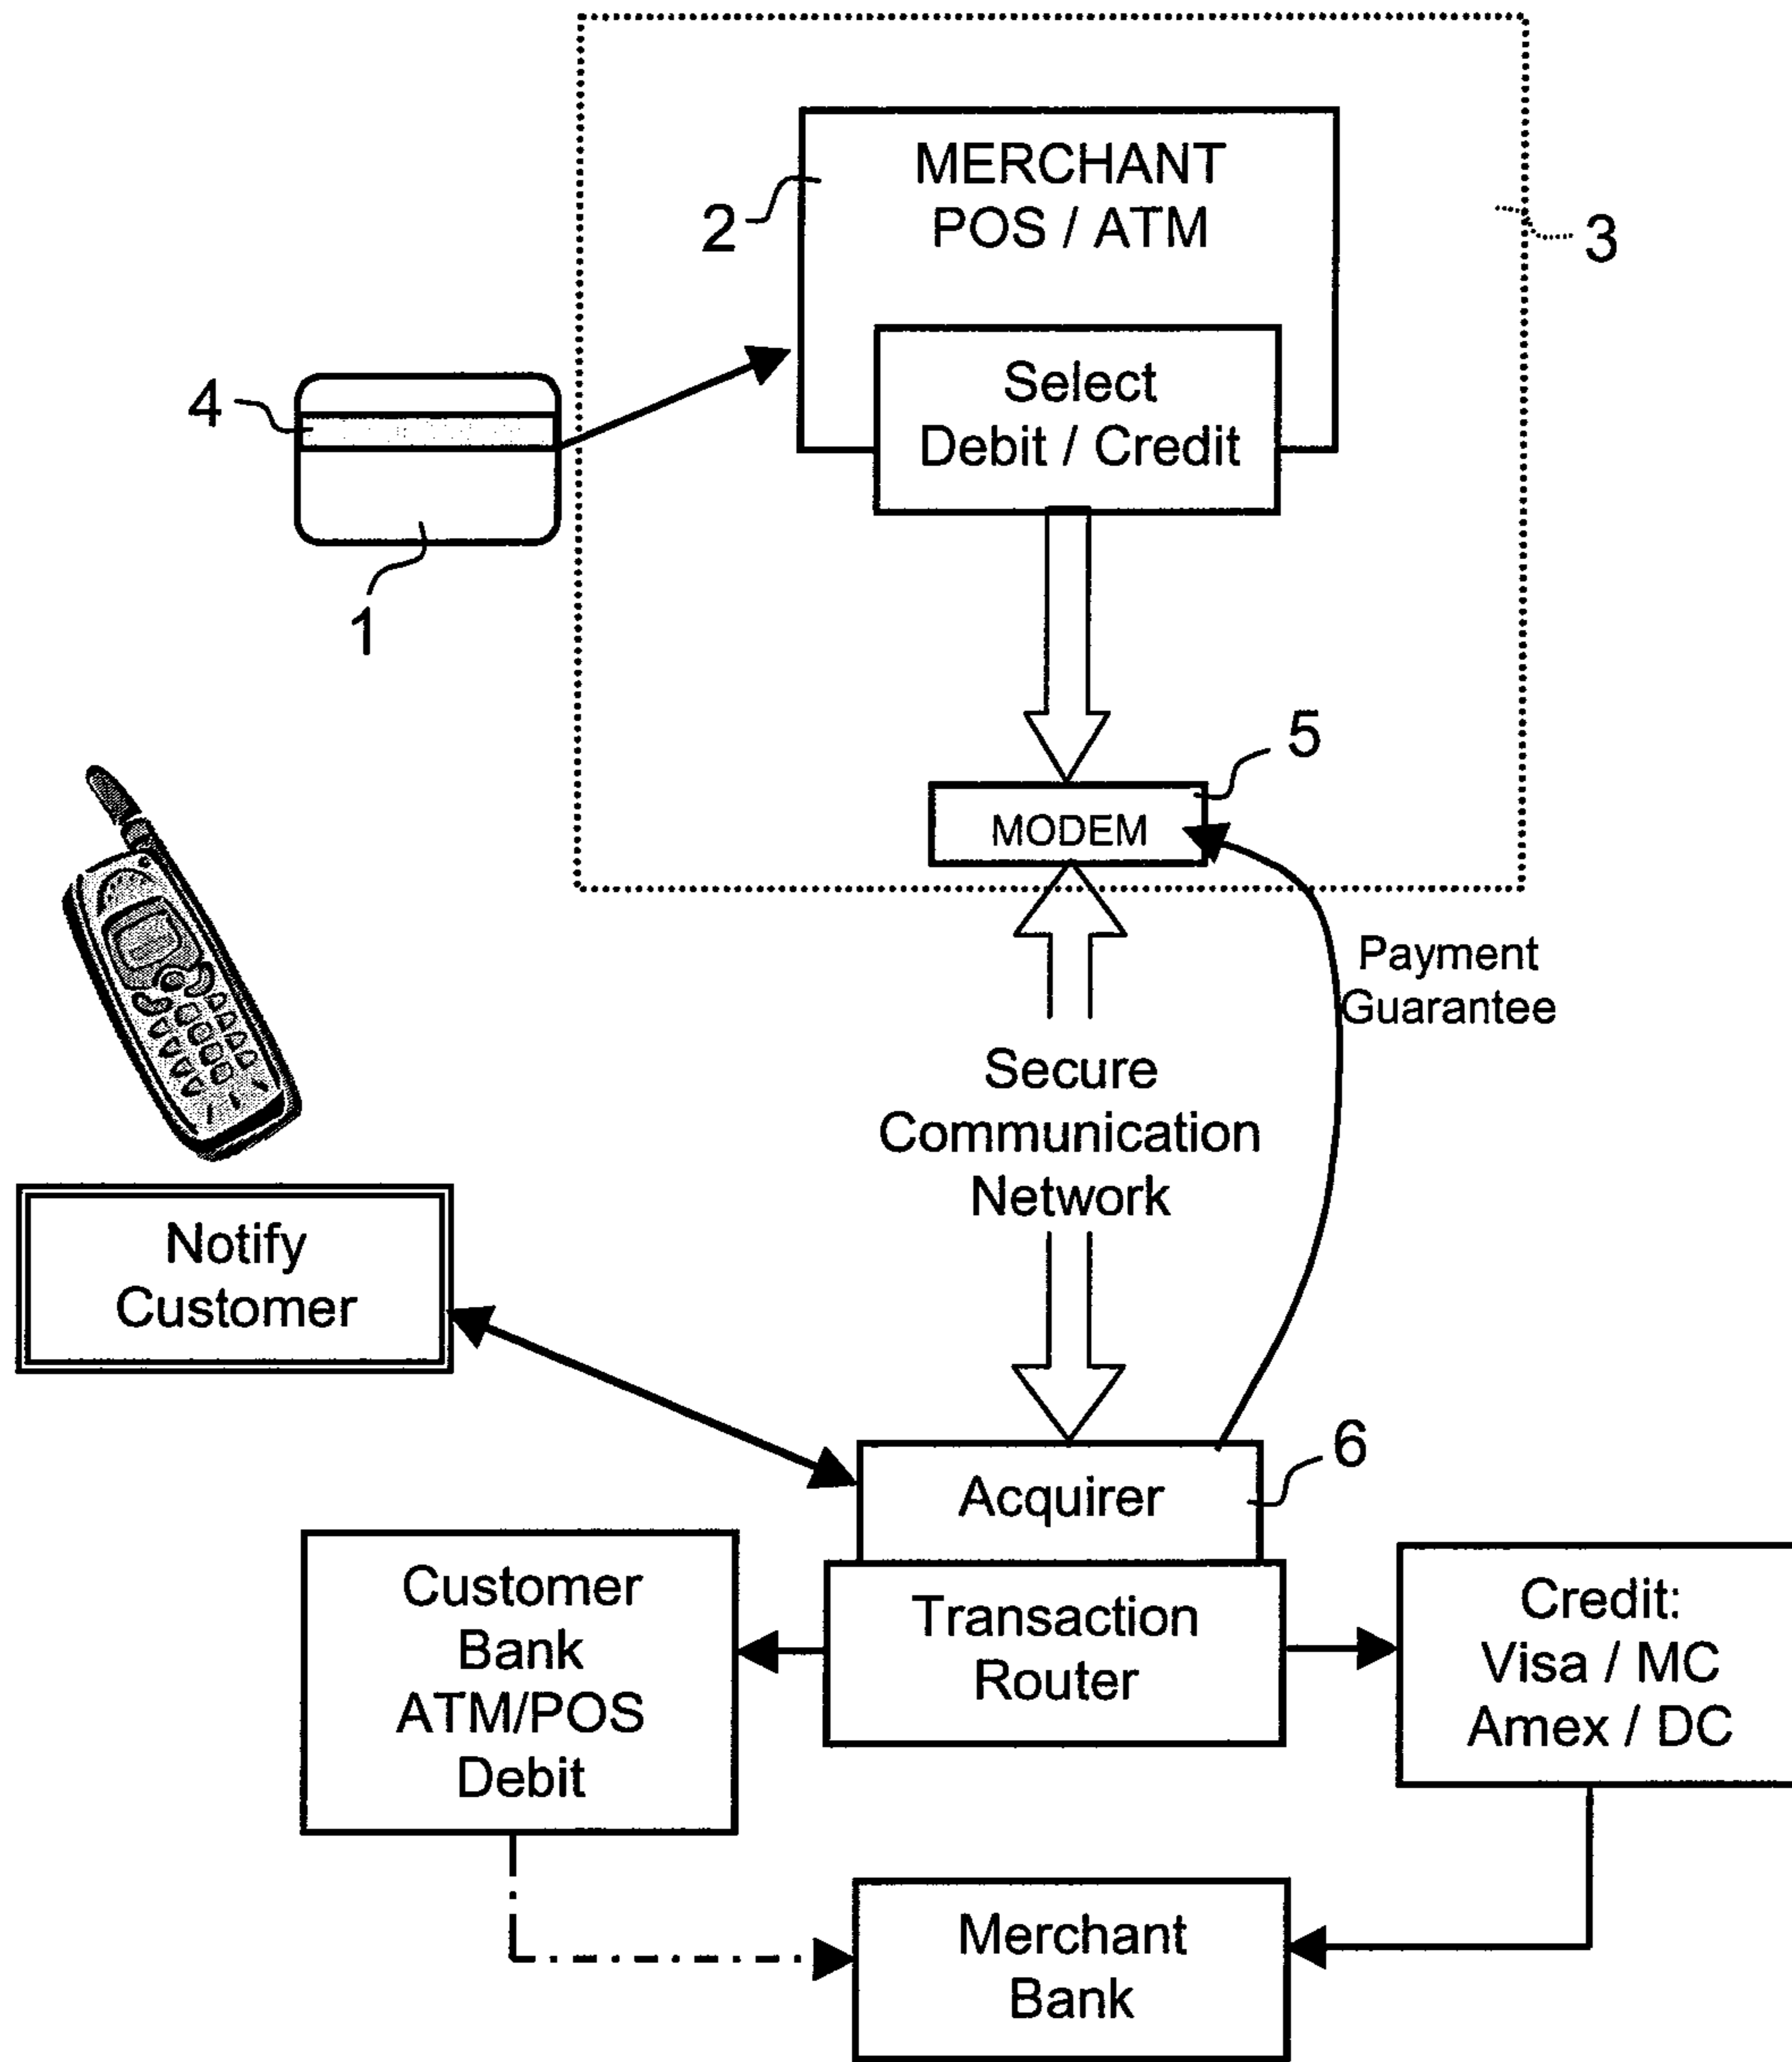 MERCHANT
POS / ATM
2
3
Select
Debit / Credit
4
1
5
MODEM
Payment
Guarantee
Secure
Communication
Network
Notify
Customer
6
Acquirer
Customer
Bank
ATM/POS
Debit
Transaction
Router
Credit:
Visa / MC
Amex / DC
Merchant
Bank